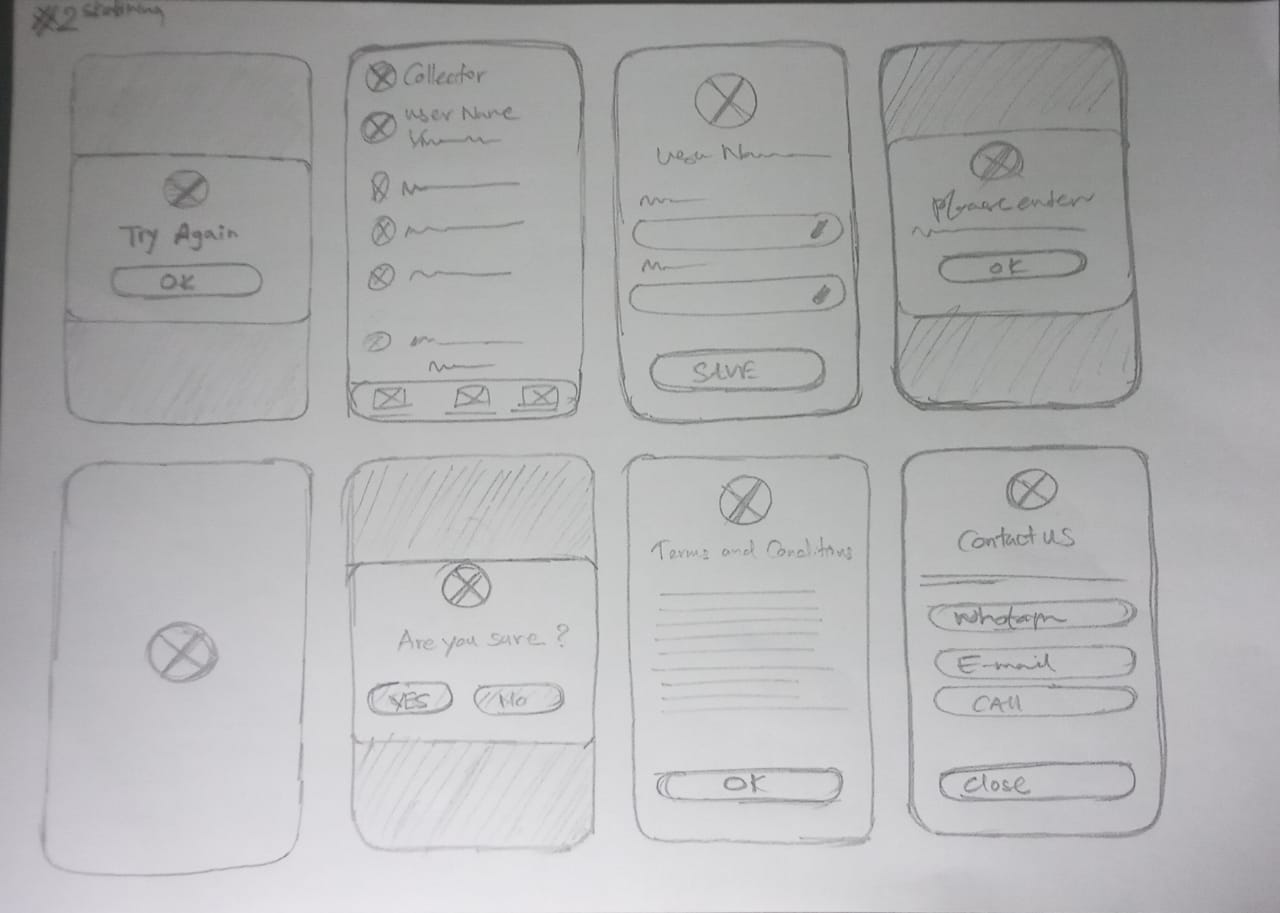 2 Sketching
Try Again
OK
Collector
User Name
User Name
SAVE
Please enter
OK
Are you sure ?
YES
No
Terms and Conditions
OK
Contact us
E-mail
CAll
Close